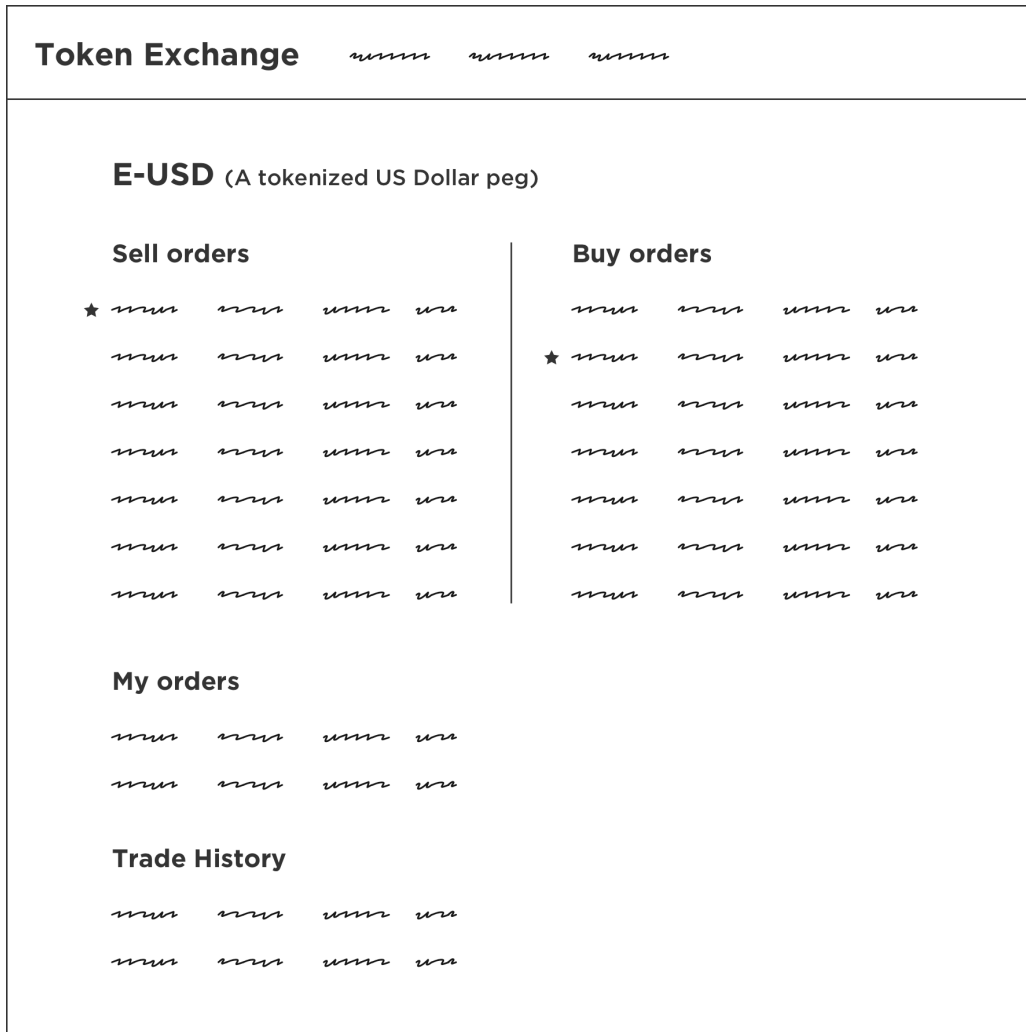 Token Exchange
E-USD (A tokenized US Dollar peg)
Sell orders
Buy orders
My orders
Trade History